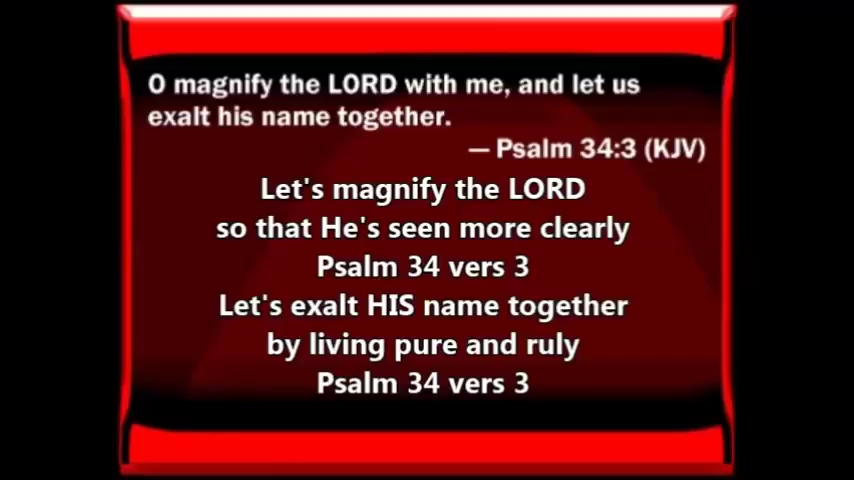 O magnify the LORD with me, and let us
exalt his name together.
— Psalm 34:3 (KJV)
Let's magnify the LORD
so that He's seen more clearly
Psalm 34 vers 3
Let's exalt HIS name together
by living pure and ruly
Psalm 34 vers 3